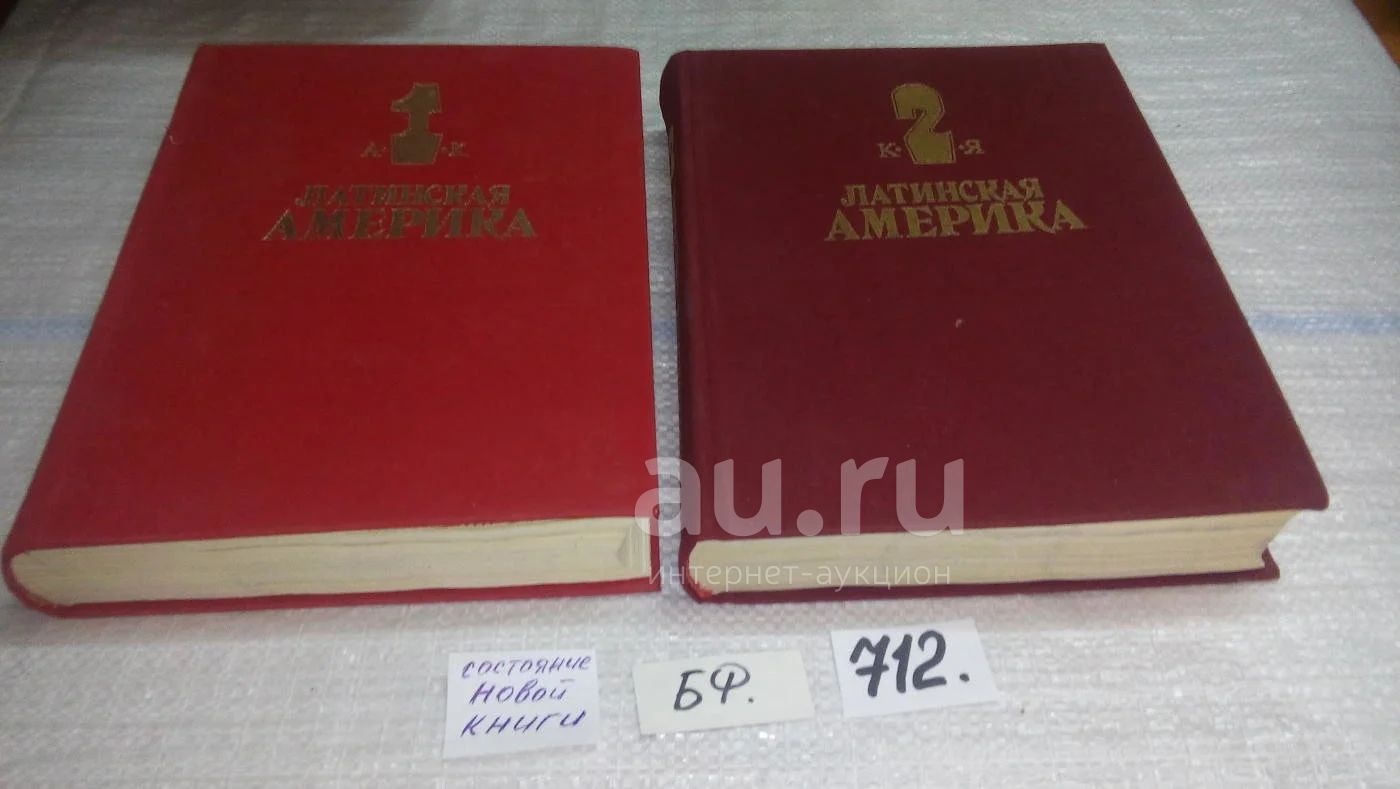 1
А·К
ЛАТИНСКАЯ
АМЕРИКА
2
К·Я
ЛАТИНСКАЯ
АМЕРИКА
au.ru
интернет-аукцион
состояние
новой
книги
БФ.
712.